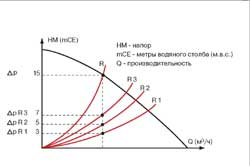 HM (mCE)
HM - напор
mCE - метры водяного столба (м.в.с.)
Q - производительность
Δp
15
R
R 3
R 2
R 1
Δp R 3
7
Δp R 2
5
Δp R 1
3
Q (м³/ч)